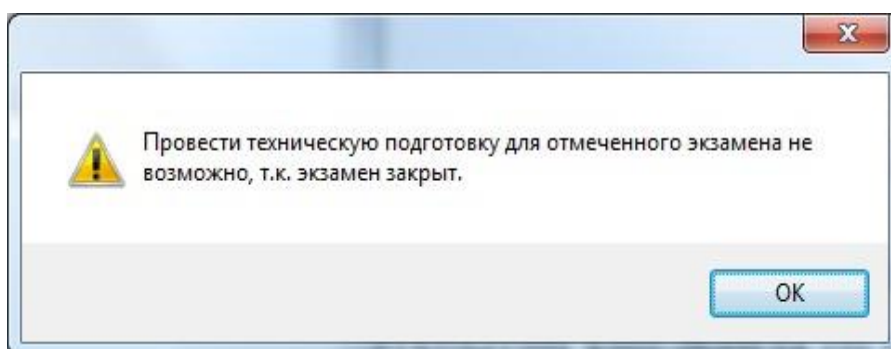 Провести техническую подготовку для отмеченного экзамена не
возможно, т.к. экзамен закрыт.
OK